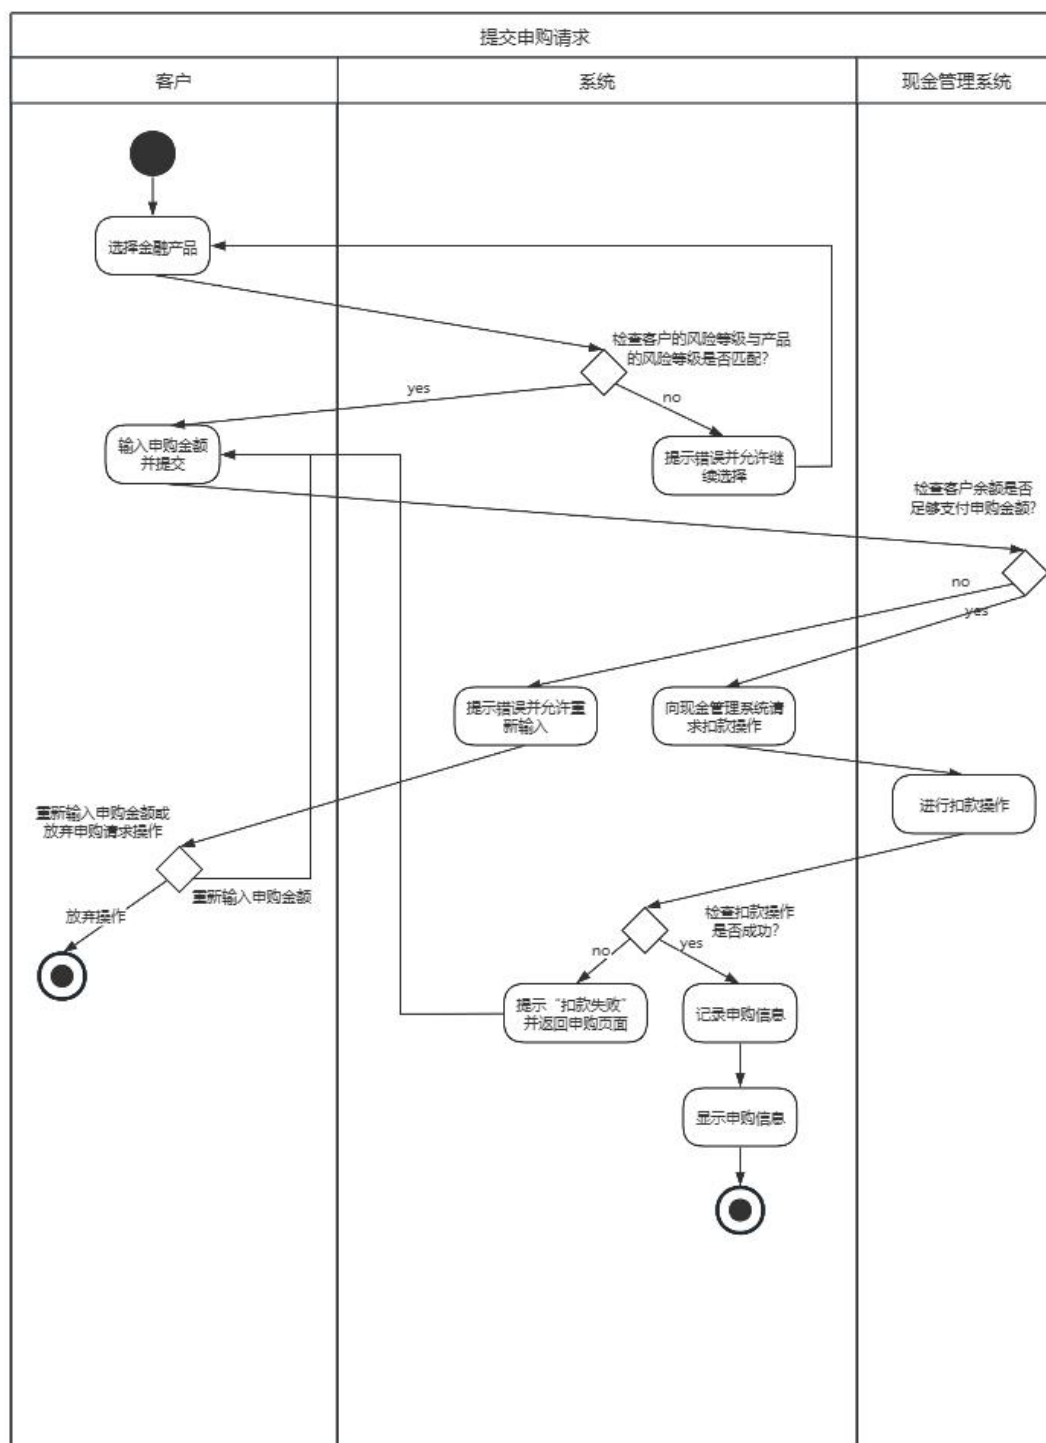 提交申购请求
客户
系统
现金管理系统
选择金融产品
检查客户的风险等级与产品
的风险等级是否匹配？
yes
no
输入申购金额
并提交
提示错误并允许继
续选择
检查客户余额是否
足够支付申购金额？
no
yes
提示错误并允许重
新输入
向现金管理系统请
求扣款操作
进行扣款操作
重新输入申购金额或
放弃申购请求操作
重新输入申购金额
放弃操作
检查扣款操作
是否成功？
no
yes
提示“扣款失败”
并返回申购页面
记录申购信息
显示申购信息